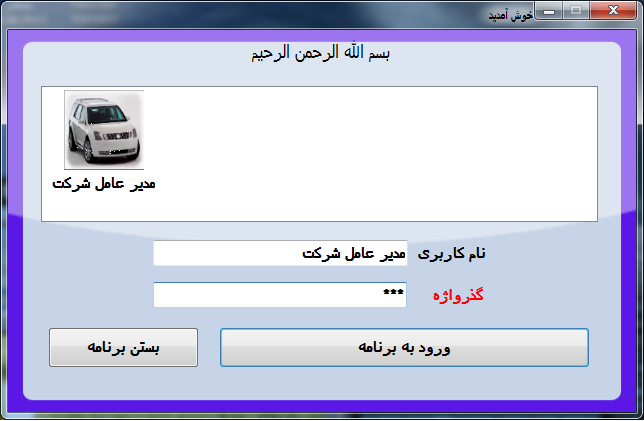 خوش آمدید
بسم الله الرحمن الرحیم
مدیر عامل شرکت
نام کاربری
مدیر عامل شرکت
گذرواژه
***
ورود به برنامه
بستن برنامه